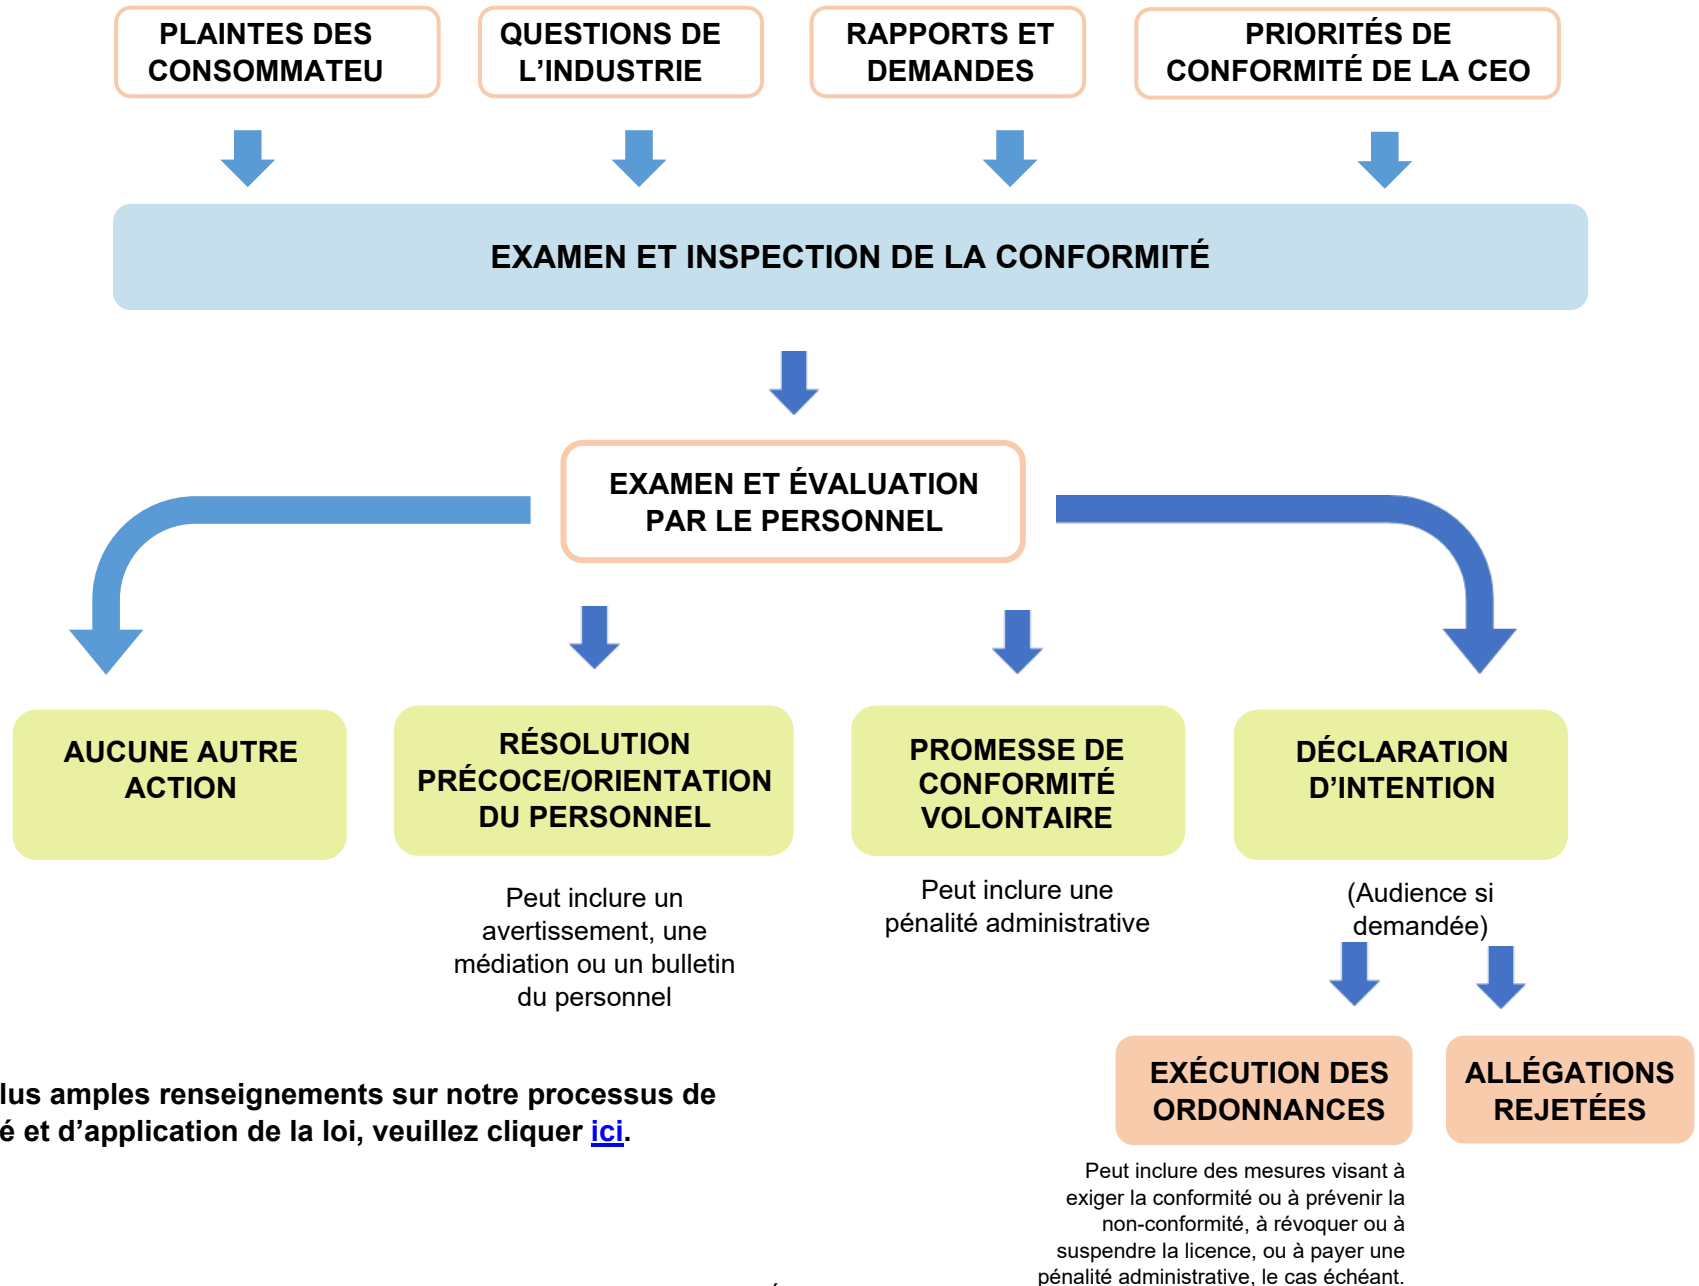 PLAINTES DES
CONSOMMATEU
QUESTIONS DE
L’INDUSTRIE
RAPPORTS ET
DEMANDES
PRIORITÉS DE
CONFORMITÉ DE LA CEO
EXAMEN ET INSPECTION DE LA CONFORMITÉ
EXAMEN ET ÉVALUATION
PAR LE PERSONNEL
AUCUNE AUTRE
ACTION
RÉSOLUTION
PRÉCOCE/ORIENTATION
DU PERSONNEL
Peut inclure un
avertissement, une
médiation ou un bulletin
du personnel
PROMESSE DE
CONFORMITÉ
VOLONTAIRE
Peut inclure une
pénalité administrative
DÉCLARATION
D’INTENTION
(Audience si
demandée)
EXÉCUTION DES
ORDONNANCES
ALLÉGATIONS
REJETÉES
Peut inclure des mesures visant à
exiger la conformité ou à prévenir la
non-conformité, à révoquer ou à
suspendre la licence, ou à payer une
pénalité administrative, le cas échéant.
lus amples renseignements sur notre processus de
é et d’application de la loi, veuillez cliquer ici.